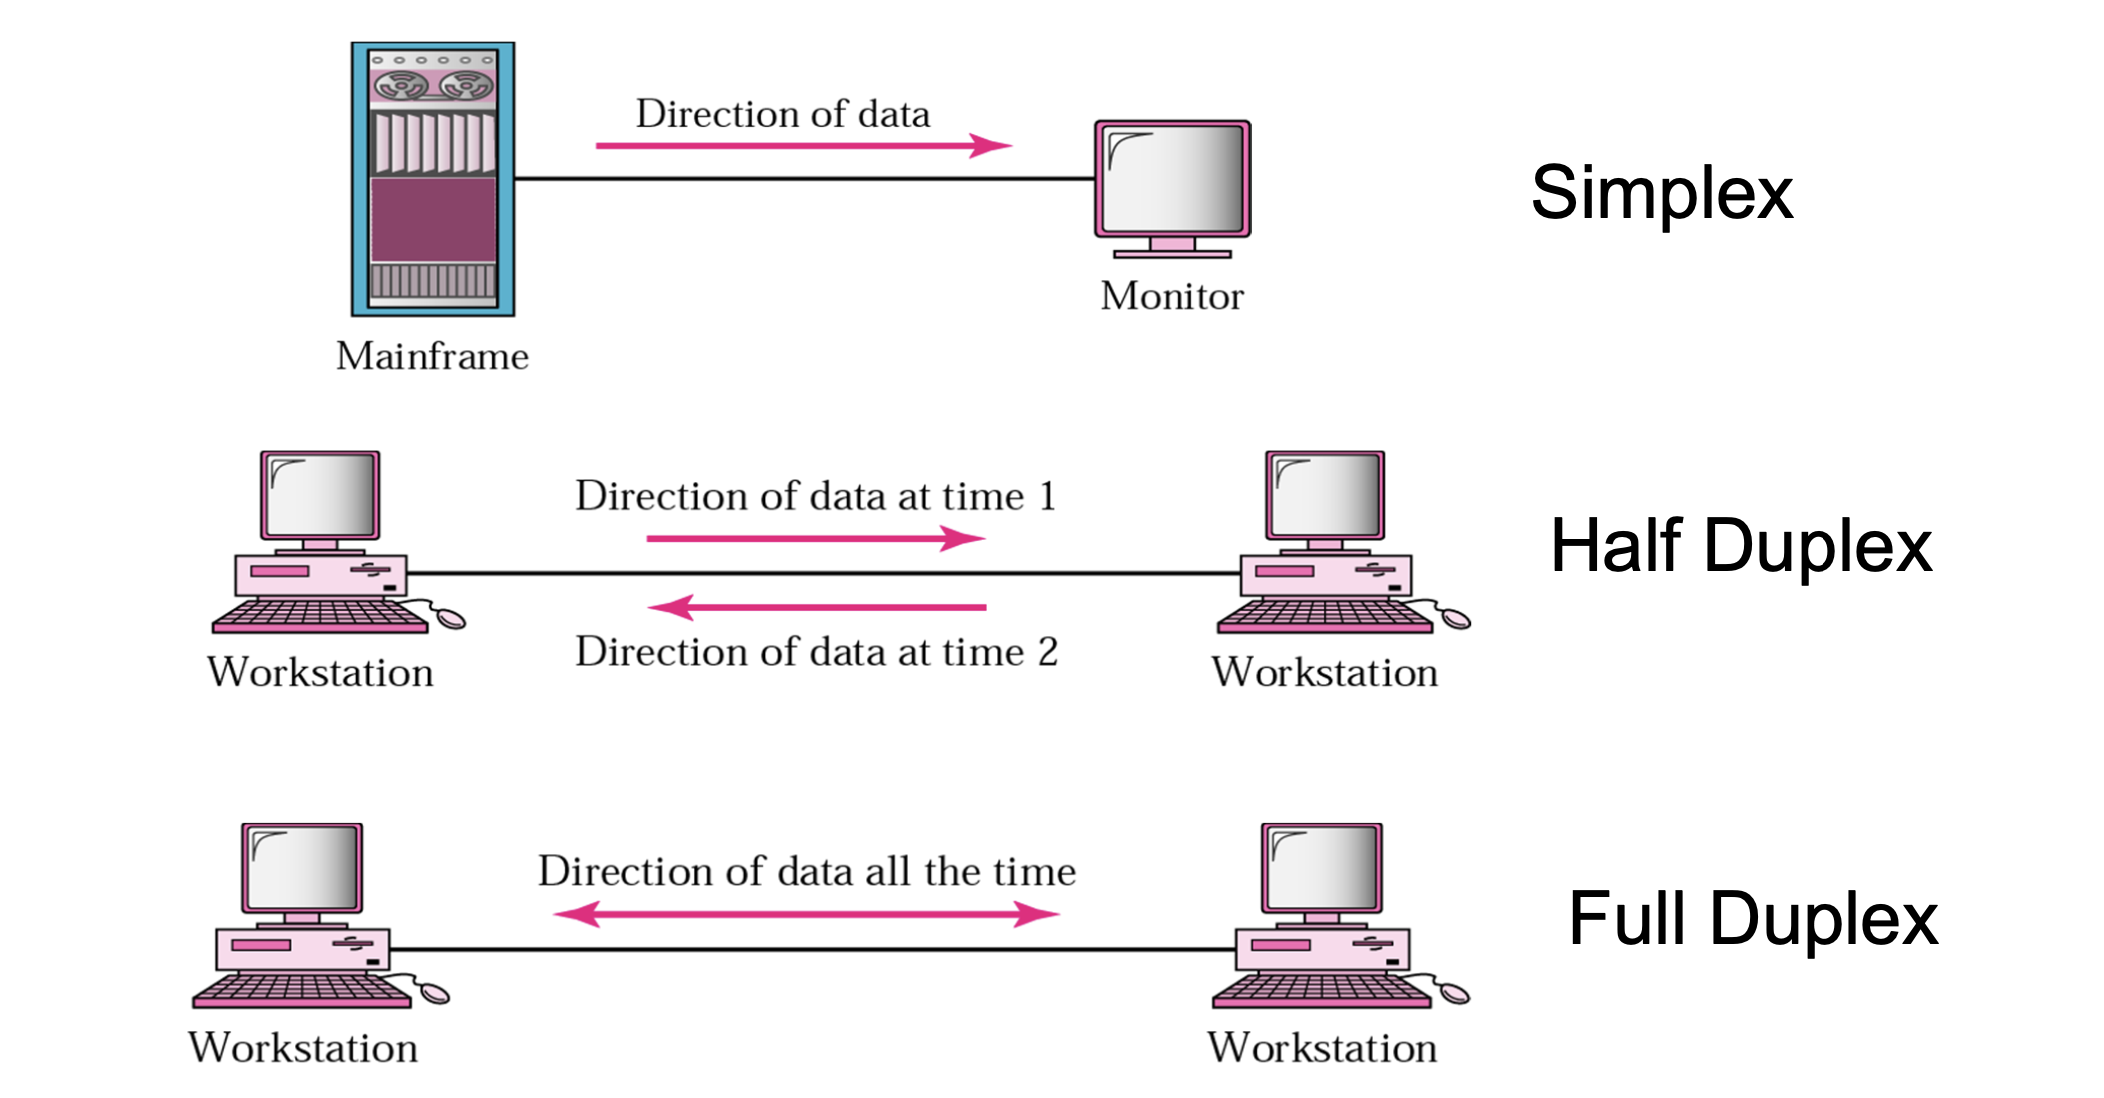 Direction of data
Simplex
Monitor
Mainframe
Direction of data at time 1
Half Duplex
Direction of data at time 2
Workstation
Workstation
Direction of data all the time
Full Duplex
Workstation
Workstation